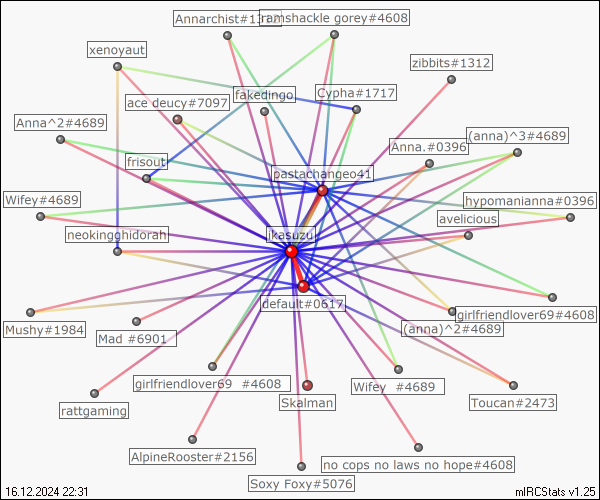 Annarchist#1312
ramshackle gorey#4608
xenoyaut
zibbits#1312
fakedingo
Cypha#1717
ace deucy#7097
Anna^2#4689
(anna)^3#4689
Anna.#0396
frisout
pastachangeo41
Wifey#4689
hypomanianna#0396
avelicious
neokingghidorah
ikasuzu
default#0617
girlfriendlover69#4608
Mushy#1984
(anna)^2#4689
Mad #6901
girlfriendlover69 #4608
Wifey #4689
Skalman
Toucan#2473
rattgaming
AlpineRooster#2156
no cops no laws no hope#4608
Soxy Foxy#5076
16.12.2024 22:31
mIRCStats v1.25